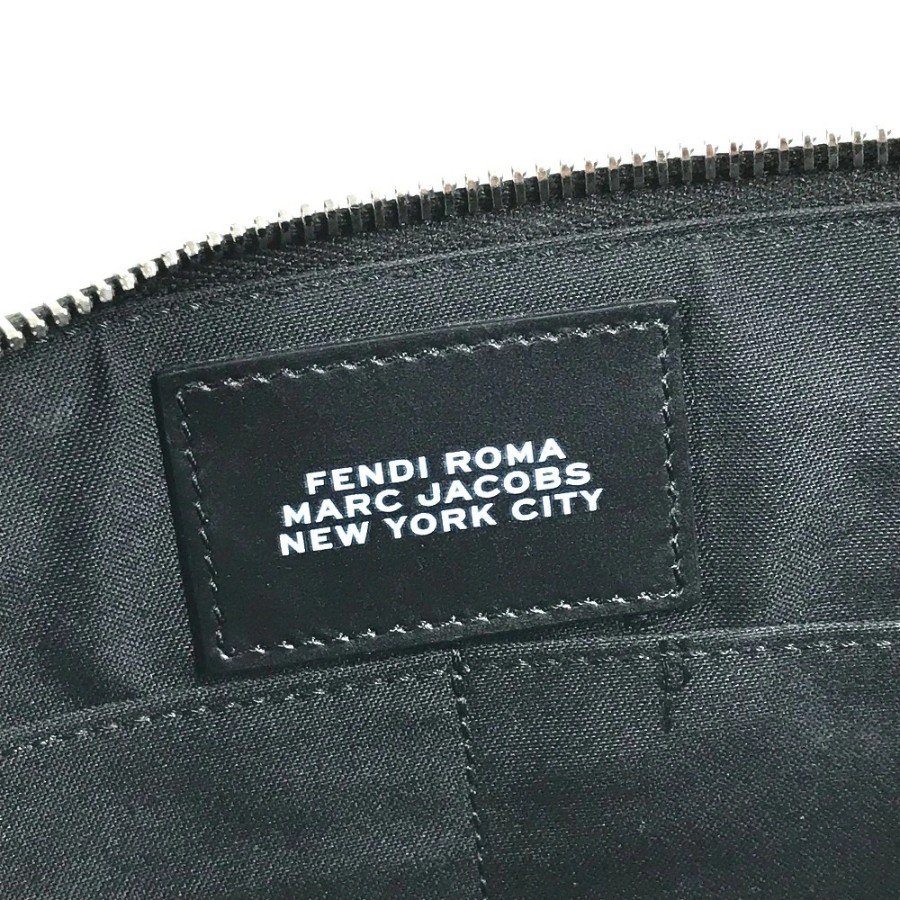 FENDI ROMA
MARC JACOBS
NEW YORK CITY